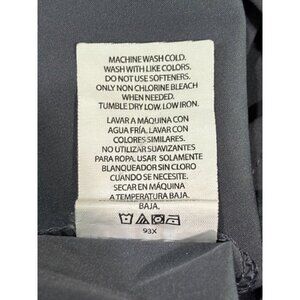 MACHINE WASH COLD.
WASH WITH LIKE COLORS.
DO NOT USE SOFTENERS.
ONLY NON CHLORINE BLEACH
WHEN NEEDED.
TUMBLE DRY LOW. LOW IRON.
LAVAR A MÁQUINA CON
AGUA FRÍA, LAVAR CON
COLORES SIMILARES.
NO UTILIZAR SUAVIZANTES
PARA ROPA. USAR SOLAMENTE
BLANQUEADOR SIN CLORO
CUANDO SE NECESITE.
SECAR EN MÁQUINA
A TEMPERATURA BAJA.
BAJA.
93X